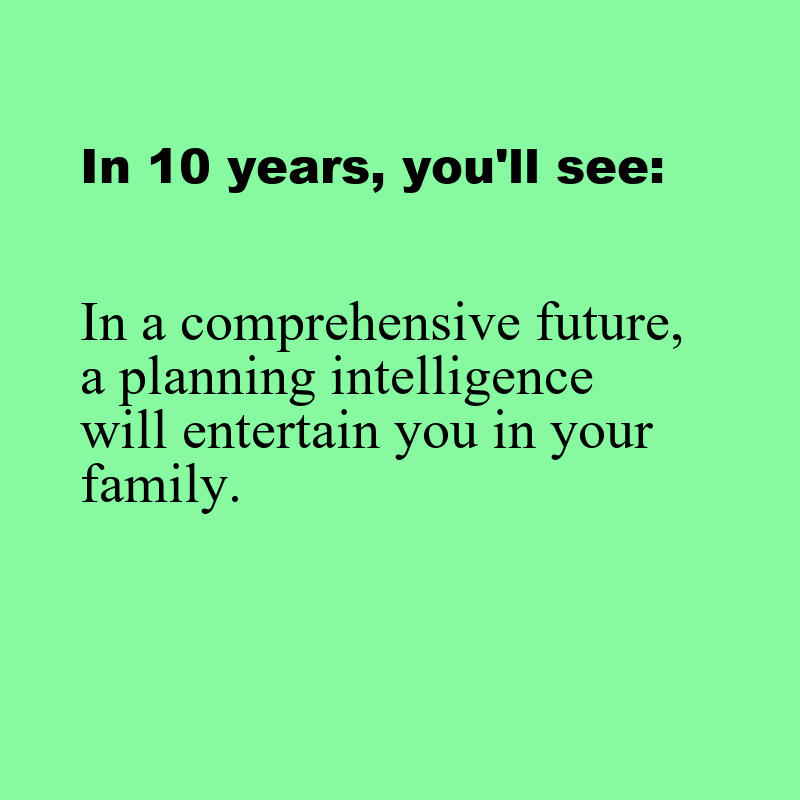 In 10 years, you'll see:
In a comprehensive future,
a planning intelligence
will entertain you in your
family.